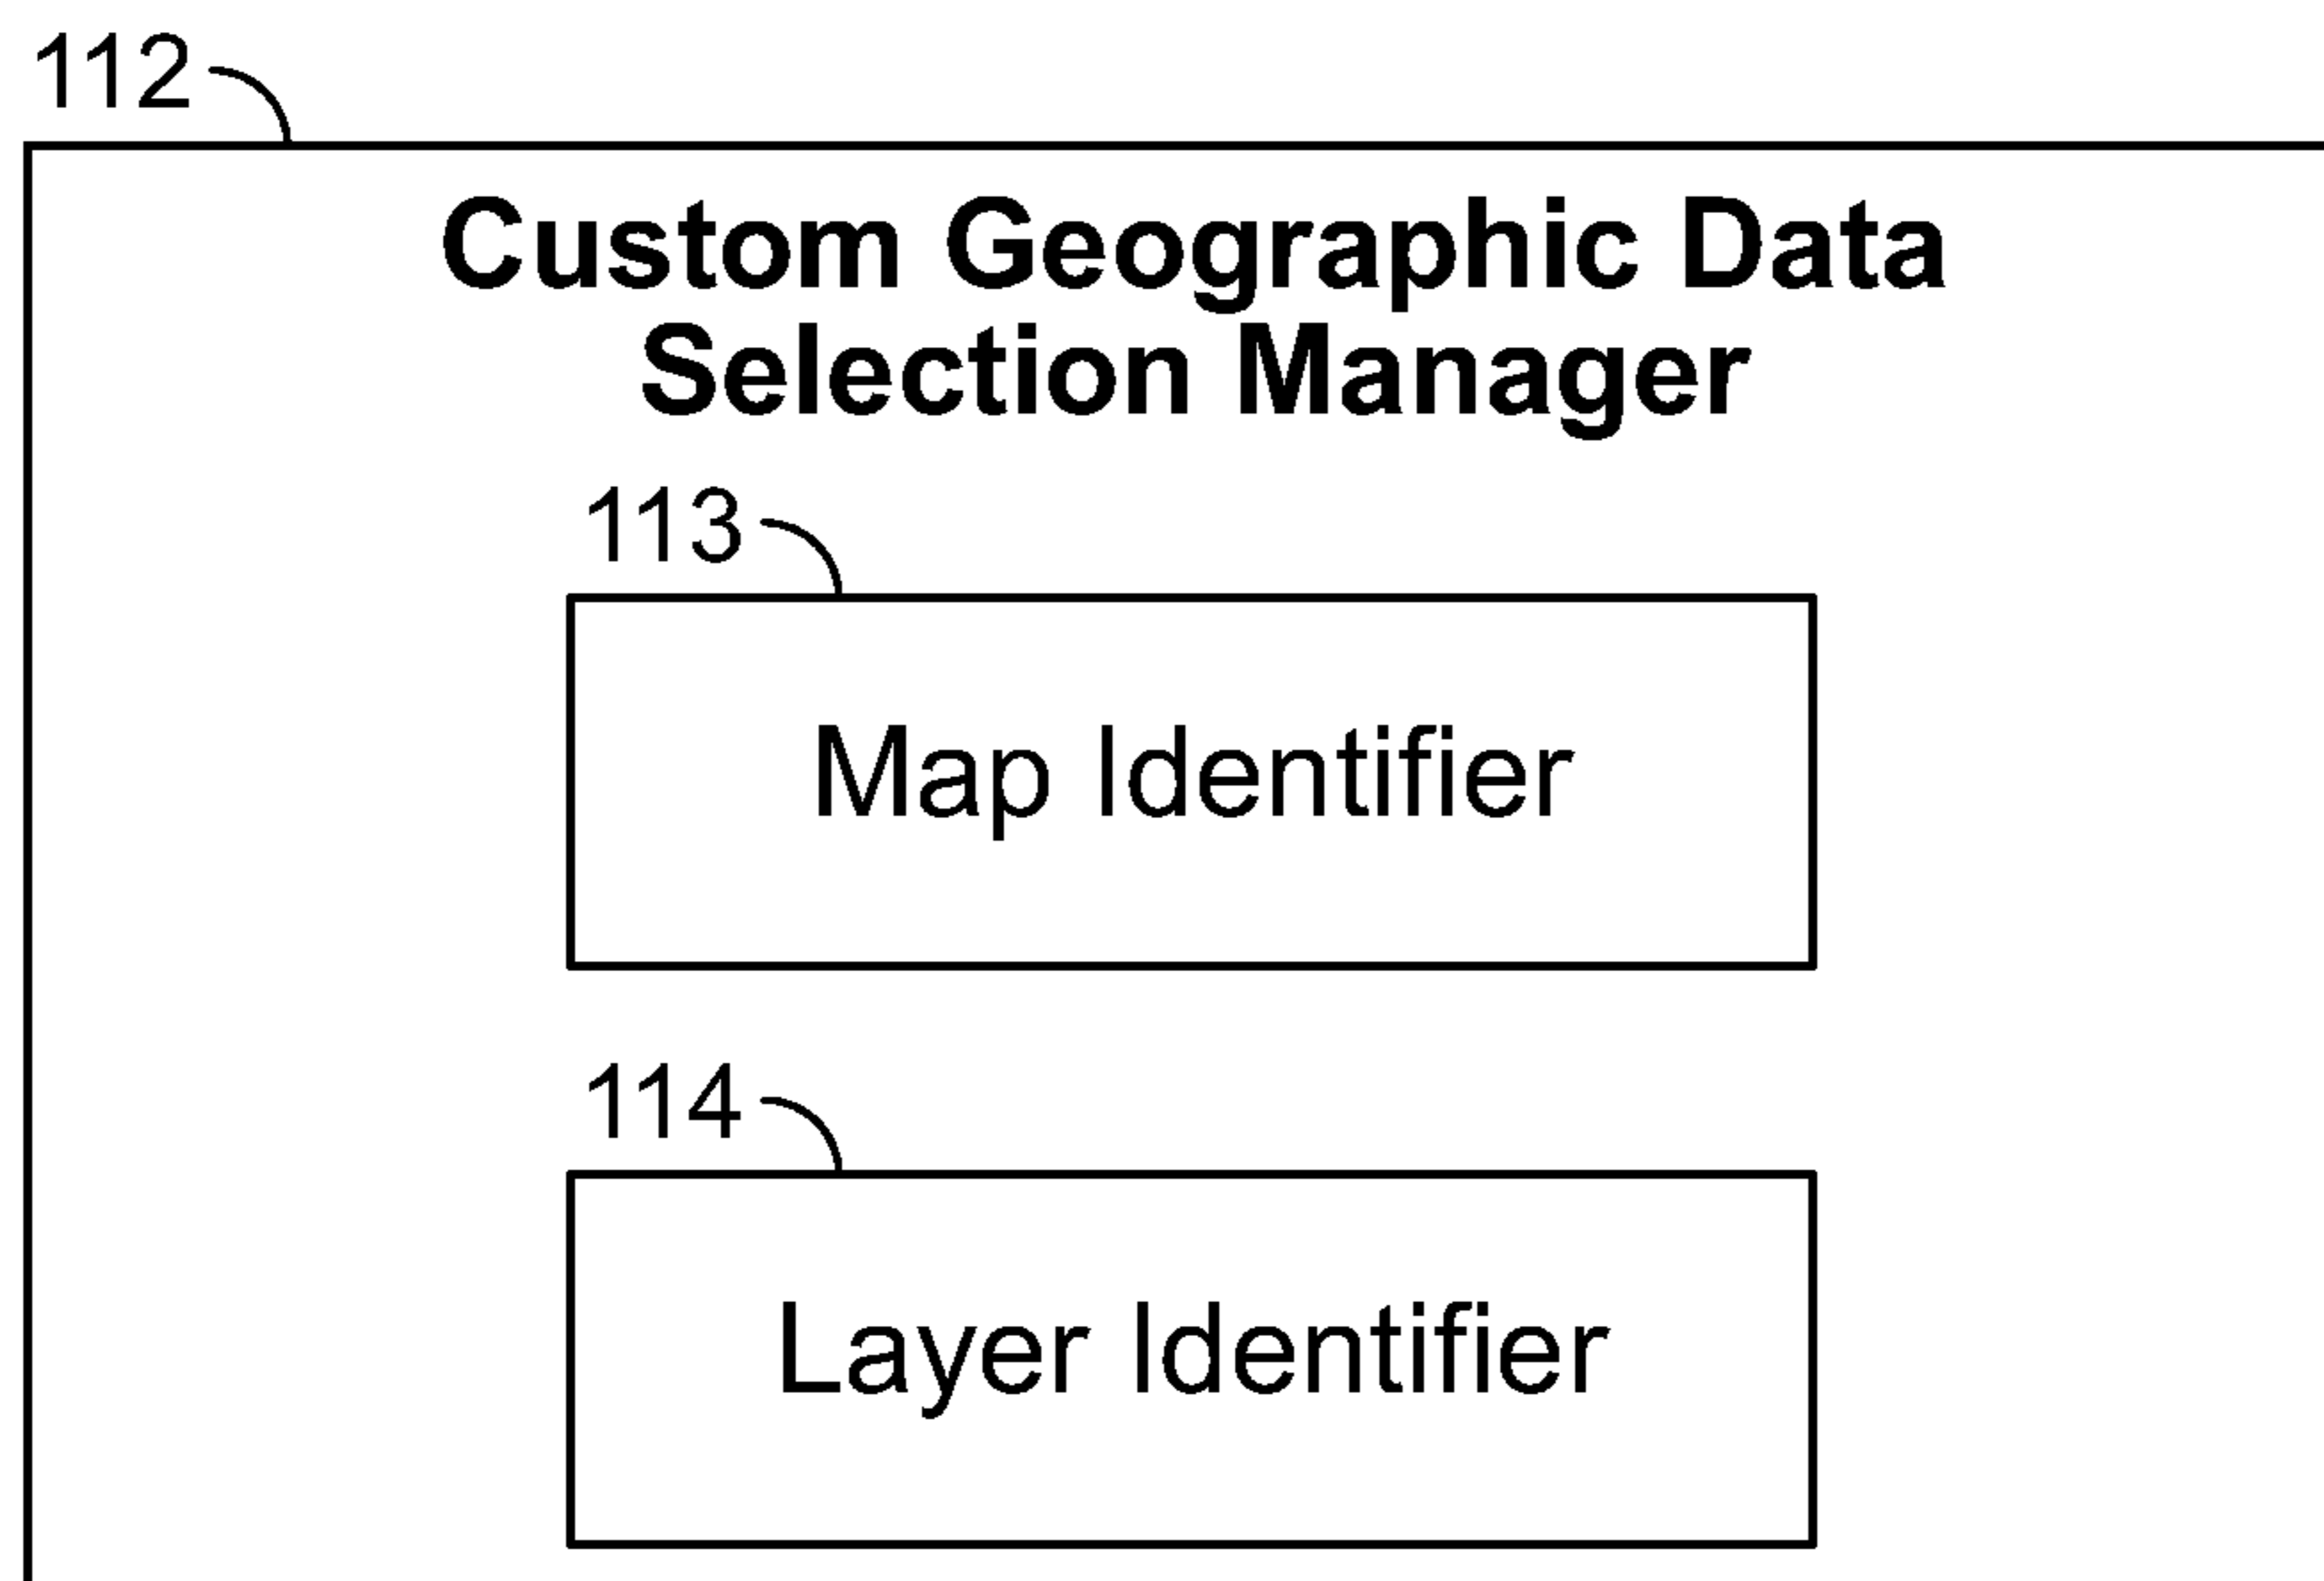 112
Custom Geographic Data
Selection Manager
113
Map Identifier
114
Layer Identifier